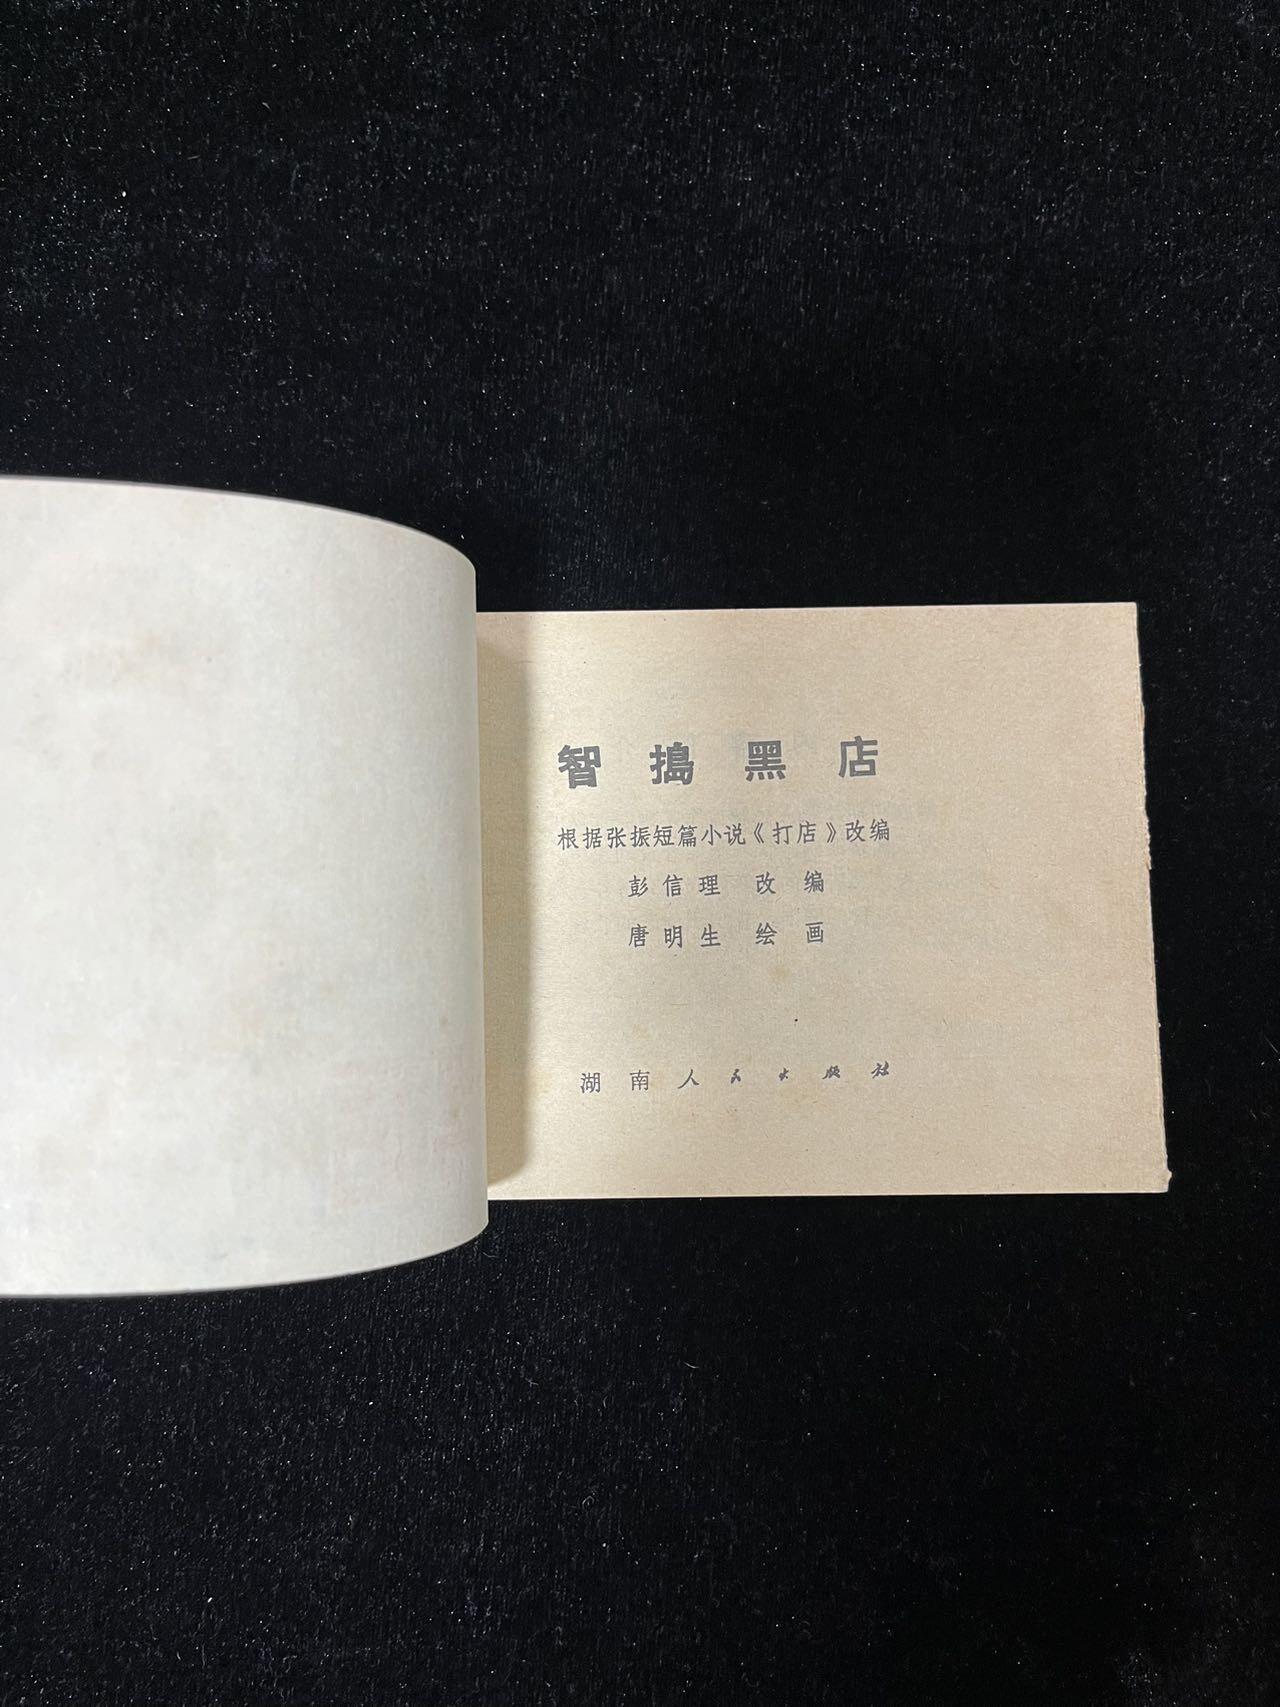 智搗黑店
根据张振短篇小说《打店》改编
彭信理 改编
唐明生 绘画
湖南人民出版社